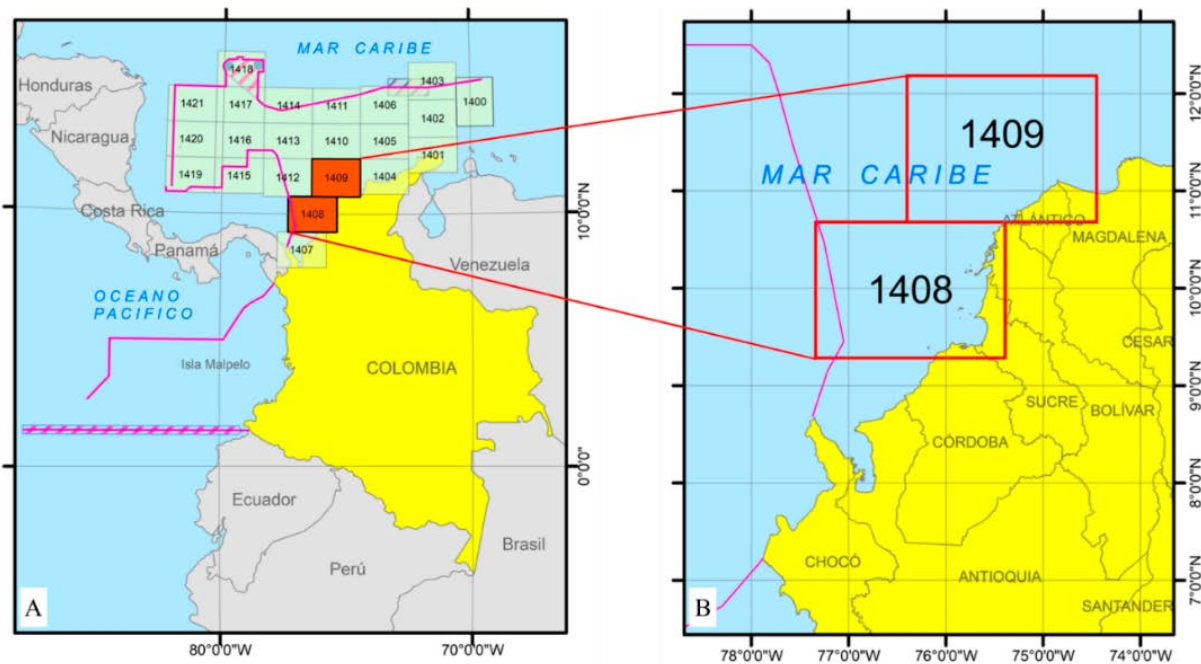 MAR CARIBE
Honduras
1418
1403
1421
1417
1414
1411
1406
1400
1402
Nicaragua
1420
1416
1413
1410
1405
1401
1419
1415
1412
1409
1404
Costa Rica
1408
10°0'0"N
Panamá
1407
Venezuela
OCEANO
PACIFICO
Isla Malpelo
COLOMBIA
0°0'0"
Ecuador
Brasil
Perú
A
80°0'0"W
70°0'0"W
12°0'0"N
1409
MAR CARIBE
11°0'0"N
ATLÁNTICO
MAGDALENA
1408
10°0'0"N
CESAR
9°0'0"N
SUCRE
BOLÍVAR
CÓRDOBA
8°0'0"N
CHOCÓ
ANTIOQUIA
7°0'0"N
SANTANDER
B
78°0'0"W
77°0'0"W
76°0'0"W
75°0'0"W
74°0'0"W